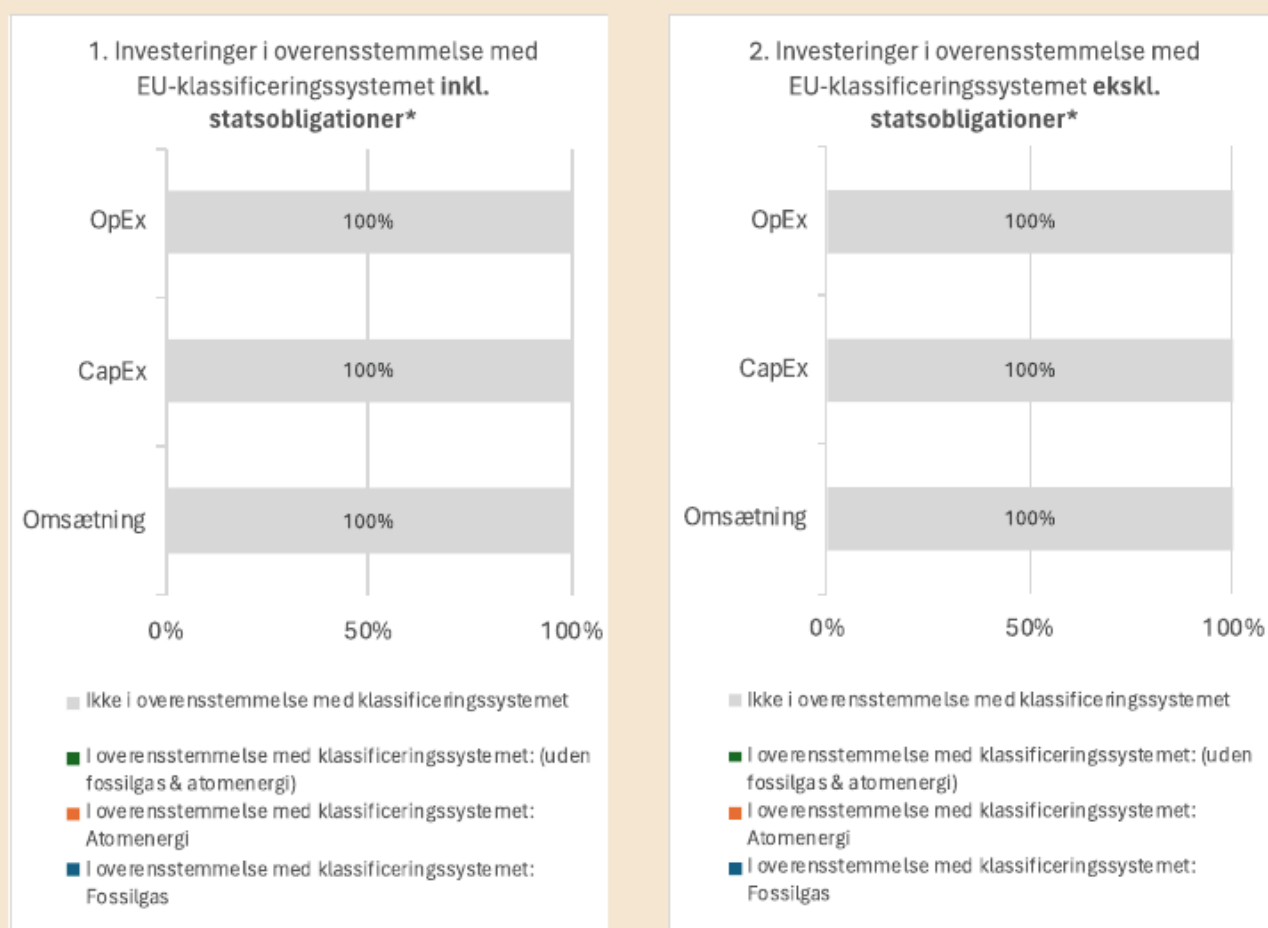 1. Investeringer i overensstemmelse med
EU-klassificeringssystemet inkl.
statsobligationer*
OpEx
100%
CapEx
100%
Omsætning
100%
0%
50%
100%
Ikke i overensstemmelse med klassificeringssystemet
I overensstemmelse med klassificeringssystemet: (uden
fossilgas & atomenergi)
I overensstemmelse med klassificeringssystemet:
Atomenergi
I overensstemmelse med klassificeringssystemet:
Fossilgas
2. Investeringer i overensstemmelse med
EU-klassificeringssystemet ekskl.
statsobligationer*
OpEx
100%
CapEx
100%
Omsætning
100%
0%
50%
100%
Ikke i overensstemmelse med klassificeringssystemet
I overensstemmelse med klassificeringssystemet: (uden
fossilgas & atomenergi)
I overensstemmelse med klassificeringssystemet:
Atomenergi
I overensstemmelse med klassificeringssystemet:
Fossilgas